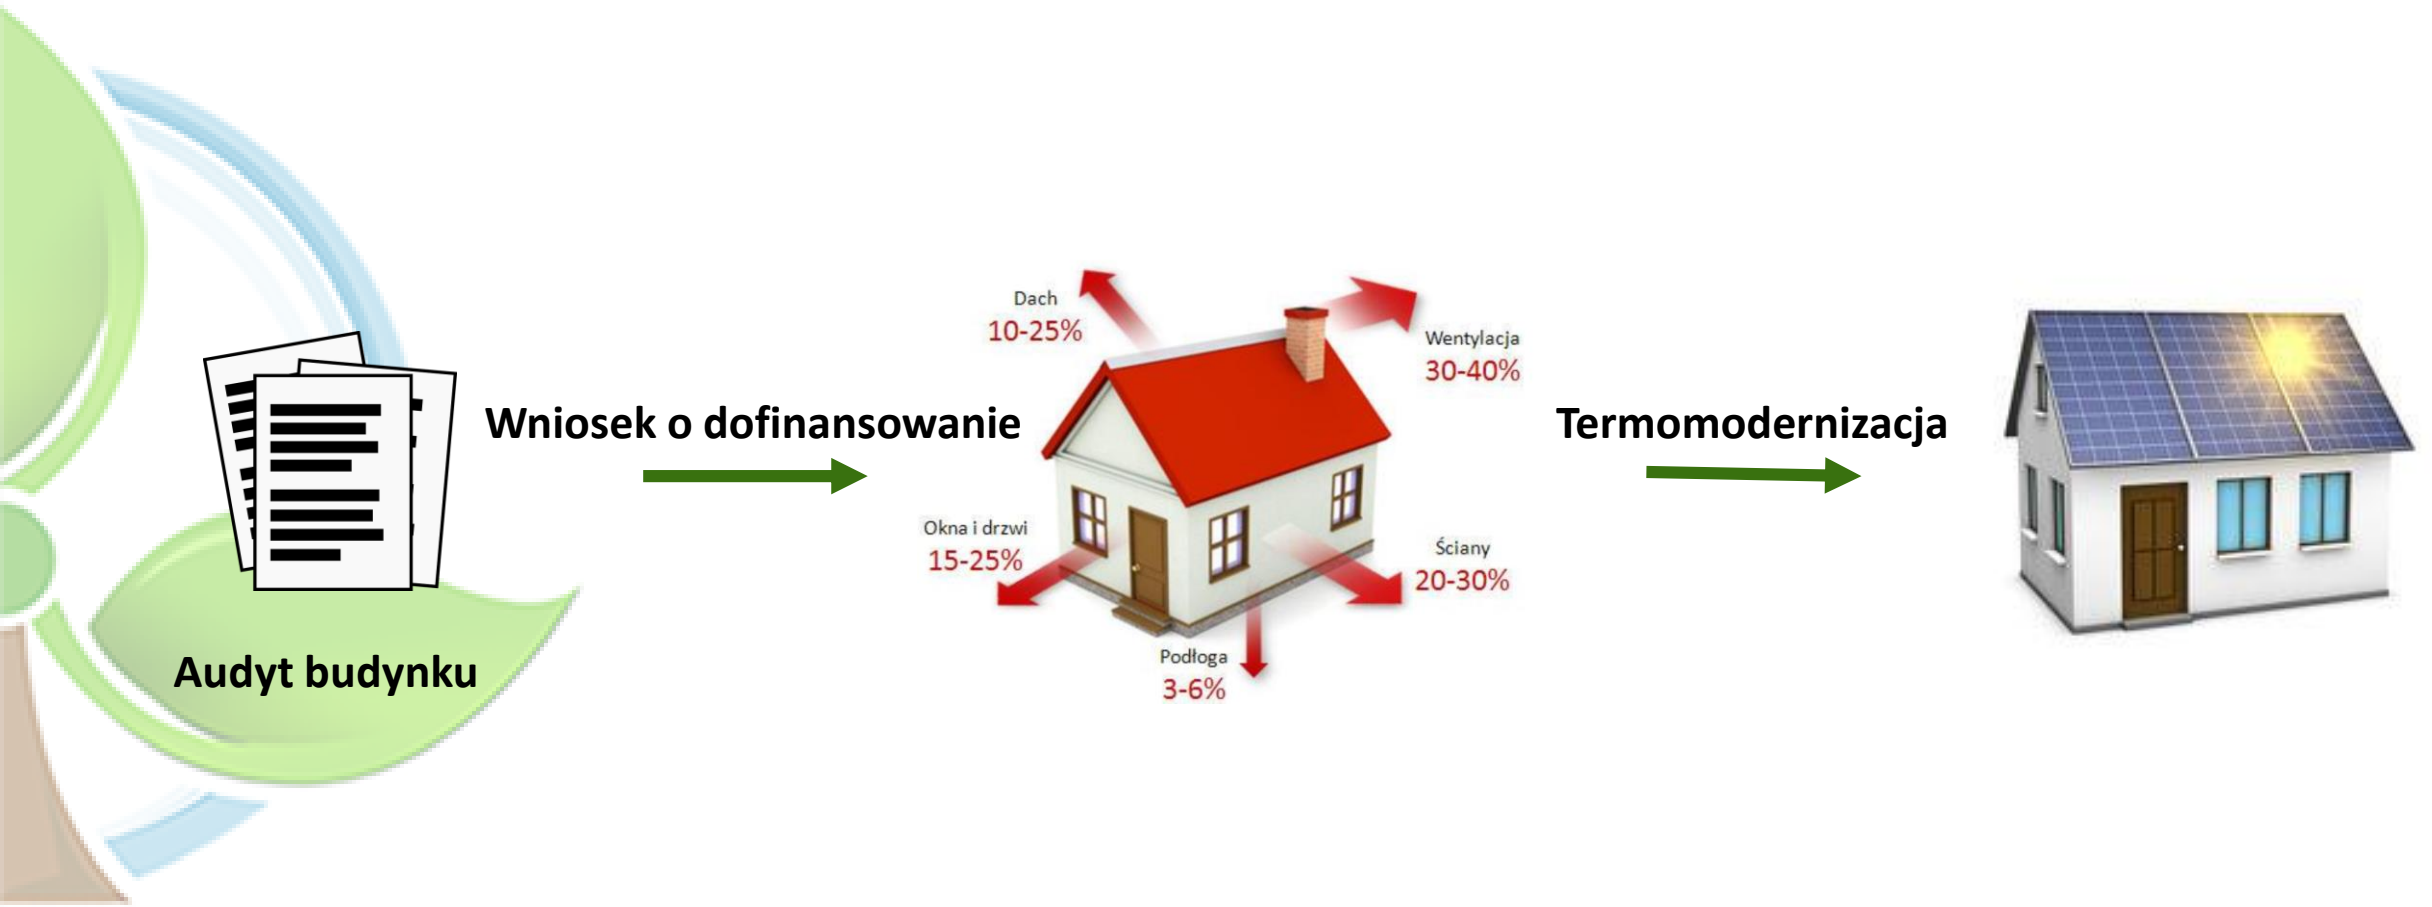 Audyt budynku
Wniosek o dofinansowanie
Dach
10-25%
Wentylacja
30-40%
Okna i drzwi
15-25%
Ściany
20-30%
Podłoga
3-6%
Termomodernizacja